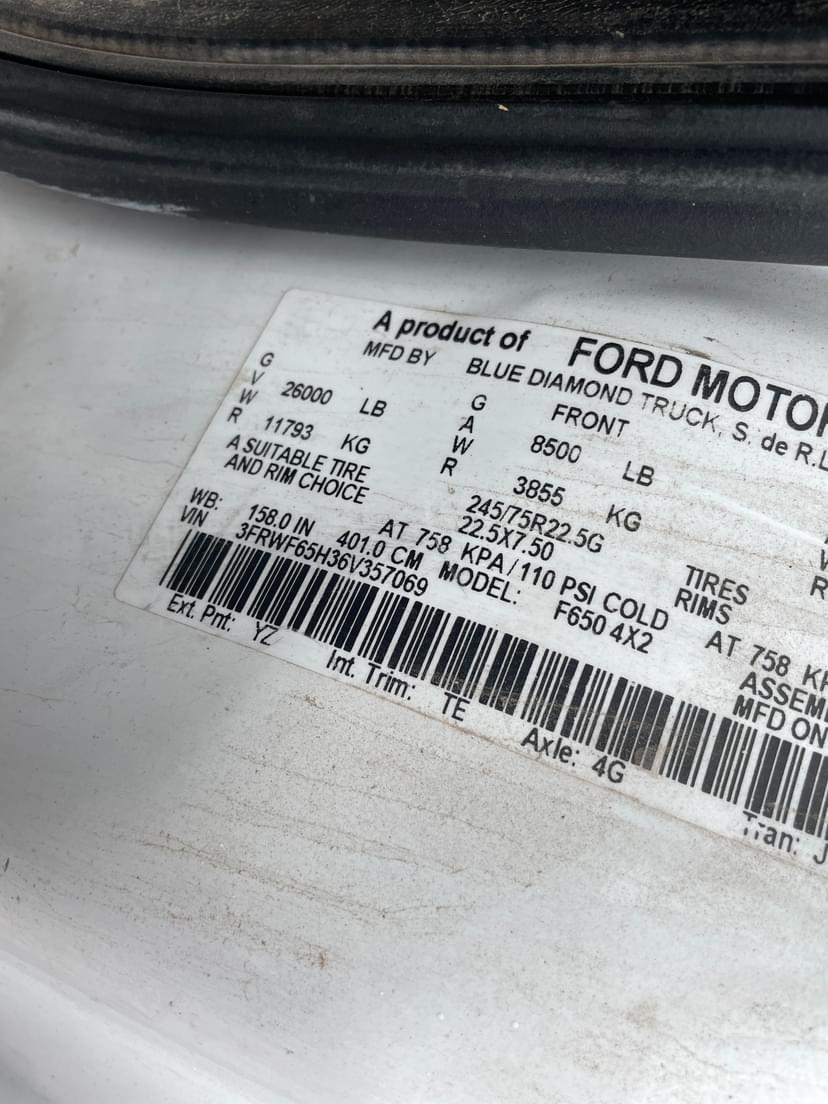 A product of FORD MOTOR
MFD BY BLUE DIAMOND TRUCK, S. de R.L
GVWR 26000 LB
11793 KG
GAWR FRONT
8500 LB
3855 KG
A SUITABLE TIRE
AND RIM CHOICE
245/75R22.5G TIRES
22.5X7.50 RIMS
AT 758 KPA/110 PSI COLD
AT 758
WB: 158.0 IN 401.0 CM MODEL: F650 4X2
ASSEM
VIN 3FRWF65H36V357069
MFD ON
Ext. Pnt: YZ Int. Trim: TE Axle: 4G Tran: J